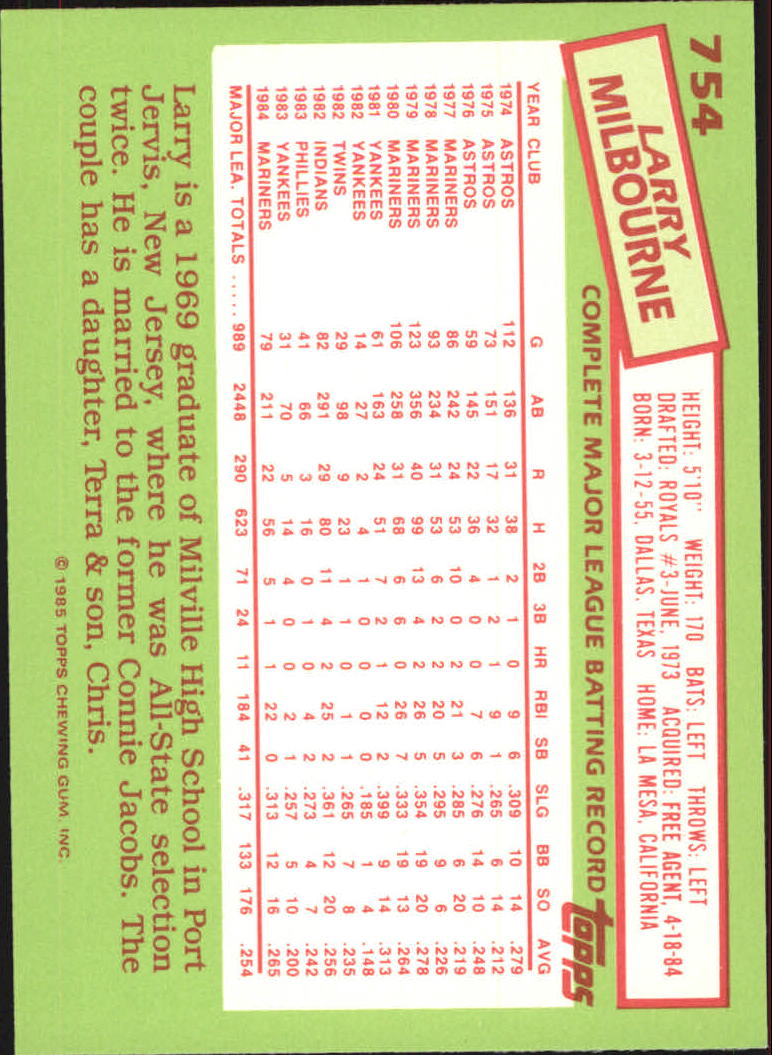 754
LARRY
MILBOURNE
HEIGHT: 5'10" WEIGHT: 170 BATS: LEFT THROWS: LEFT
DRAFTED: ROYALS #3-JUNE, 1973 ACQUIRED: FREE AGENT, 4-18-84
BORN: 3-12-55, DALLAS, TEXAS HOME: LA MESA, CALIFORNIA
COMPLETE MAJOR LEAGUE BATTING RECORD topps
YEAR CLUB G AB R H 2B 3B HR RBI SB SLG BB SO AVG
1974 ASTROS 112 136 31 38 2 1 0 9 6 .309 10 14 .279
1975 ASTROS 73 151 17 32 1 2 1 9 1 .265 6 14 .212
1976 ASTROS 59 145 22 36 4 0 0 7 6 .276 14 10 .248
1977 MARINERS 86 242 24 53 10 0 2 21 3 .285 6 20 .219
1978 MARINERS 93 234 31 53 6 2 2 20 5 .295 9 6 .226
1979 MARINERS 123 356 40 99 13 4 2 26 5 .354 19 20 .278
1980 MARINERS 106 258 31 68 6 6 0 26 7 .333 19 13 .264
1981 YANKEES 61 163 24 51 7 2 1 12 2 .399 9 14 .313
1982 YANKEES 14 27 2 4 1 0 0 0 0 .185 1 4 .148
1982 TWINS 29 98 9 23 1 1 0 1 1 .265 7 8 .235
1982 INDIANS 82 291 29 80 11 4 2 25 2 .361 12 20 .256
1983 PHILLIES 41 66 3 16 0 1 0 4 2 .273 4 7 .242
1983 YANKEES 31 70 5 14 4 0 0 2 1 .257 5 10 .200
1984 MARINERS 79 211 22 56 5 1 1 22 0 .313 12 16 .265
MAJOR LEA. TOTALS ...... 989 2448 290 623 71 24 11 184 41 .317 133 176 .254
Larry is a 1969 graduate of Milville High School in Port
Jervis, New Jersey, where he was All-State selection
twice. He is married to the former Connie Jacobs. The
couple has a daughter, Terra & son, Chris.
© 1985 TOPPS CHEWING GUM, INC.